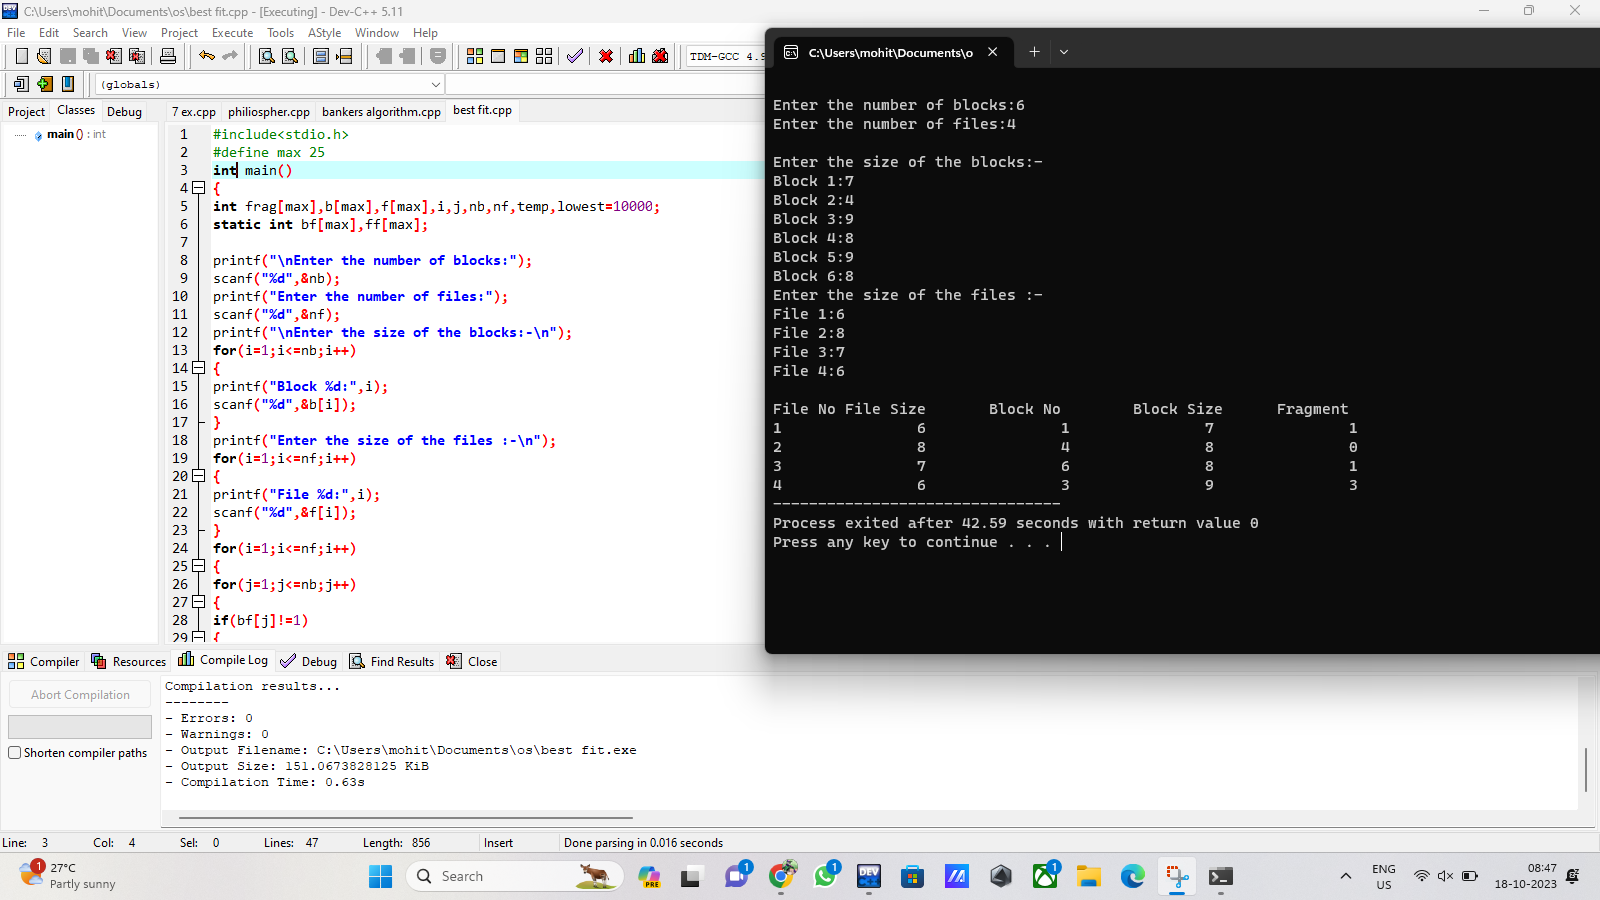 C:\Users\mohit\Documents\os\best fit.cpp - [Executing] - Dev-C++ 5.11
File Edit Search View Project Execute Tools AStyle Window Help
TDM-GCC 4.9
(globals)
Project Classes Debug
main () : int
7 ex.cpp philiospher.cpp bankers algorithm.cpp best fit.cpp
1 #include<stdio.h>
2 #define max 25
3 int main()
4 {
5 int frag[max],b[max],f[max],i,j,nb,nf,temp,lowest=10000;
6 static int bf[max],ff[max];
7
8 printf("\nEnter the number of blocks:");
9 scanf("%d",&nb);
10 printf("Enter the number of files:");
11 scanf("%d",&nf);
12 printf("\nEnter the size of the blocks:-\n");
13 for(i=1;i<=nb;i++)
14 {
15 printf("Block %d:",i);
16 scanf("%d",&b[i]);
17 }
18 printf("Enter the size of the files :-\n");
19 for(i=1;i<=nf;i++)
20 {
21 printf("File %d:",i);
22 scanf("%d",&f[i]);
23 }
24 for(i=1;i<=nf;i++)
25 {
26 for(j=1;j<=nb;j++)
27 {
28 if(bf[j]!=1)
29 {
C:\Users\mohit\Documents\o
Enter the number of blocks:6
Enter the number of files:4
Enter the size of the blocks:-
Block 1:7
Block 2:4
Block 3:9
Block 4:8
Block 5:9
Block 6:8
Enter the size of the files :-
File 1:6
File 2:8
File 3:7
File 4:6
File No File Size Block No Block Size Fragment
1 6 1 7 1
2 8 4 8 0
3 7 6 8 1
4 6 3 9 3
--------------------------------
Process exited after 42.59 seconds with return value 0
Press any key to continue . . .
Compiler Resources Compile Log Debug Find Results Close
Abort Compilation
Shorten compiler paths
Compilation results...
--------
- Errors: 0
- Warnings: 0
- Output Filename: C:\Users\mohit\Documents\os\best fit.exe
- Output Size: 151.0673828125 KiB
- Compilation Time: 0.63s
Line: 3 Col: 4 Sel: 0 Lines: 47 Length: 856 Insert Done parsing in 0.016 seconds
1
27°C
Partly sunny
Search
PRE
1
1
DEV
1
ENG
US
08:47
18-10-2023